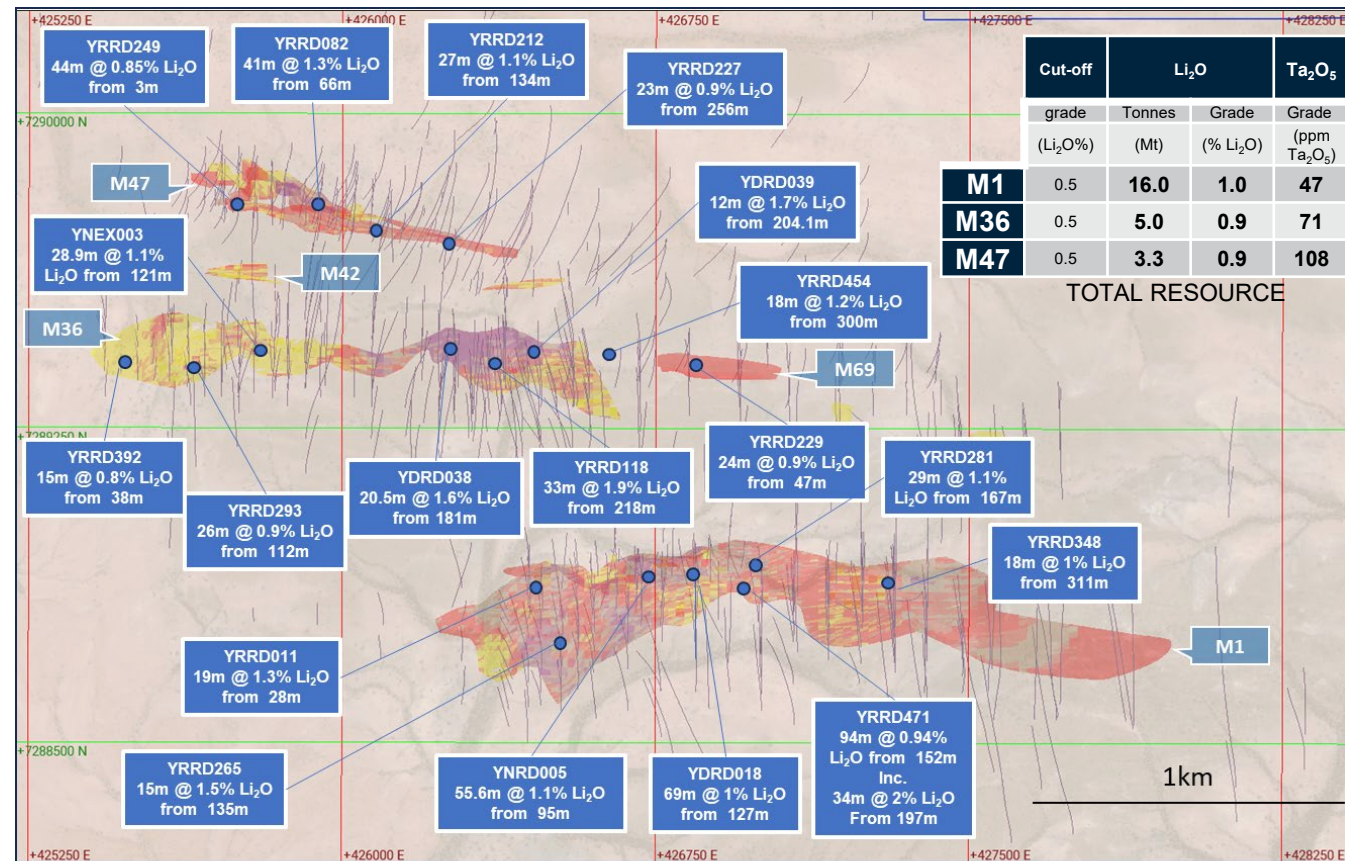 +425250 E
+426000 E
+426750 E
+427500 E
+428250 E
YRRD249
44m @ 0.85% Li₂O
from 3m
YRRD082
41m @ 1.3% Li₂O
from 66m
YRRD212
27m @ 1.1% Li₂O
from 134m
YRRD227
23m @ 0.9% Li₂O
from 256m
Cut-off
Li₂O
Ta₂O₅
grade
Tonnes
Grade
Grade
(Li₂O%)
(Mt)
(% Li₂O)
(ppm
Ta₂O₅)
M1 0.5 16.0 1.0 47
M36 0.5 5.0 0.9 71
M47 0.5 3.3 0.9 108
TOTAL RESOURCE
+7290000 N
M47
YDRD039
12m @ 1.7% Li₂O
from 204.1m
YNEX003
28.9m @ 1.1%
Li₂O from 121m
M42
YRRD454
18m @ 1.2% Li₂O
from 300m
M36
M69
+7289250 N
YRRD392
15m @ 0.8% Li₂O
from 38m
YRRD293
26m @ 0.9% Li₂O
from 112m
YDRD038
20.5m @ 1.6% Li₂O
from 181m
YRRD118
33m @ 1.9% Li₂O
from 218m
YRRD229
24m @ 0.9% Li₂O
from 47m
YRRD281
29m @ 1.1%
Li₂O from 167m
YRRD348
18m @ 1% Li₂O
from 311m
M1
YRRD011
19m @ 1.3% Li₂O
from 28m
+7288500 N
YRRD265
15m @ 1.5% Li₂O
from 135m
YNRD005
55.6m @ 1.1% Li₂O
from 95m
YDRD018
69m @ 1% Li₂O
from 127m
YRRD471
94m @ 0.94%
Li₂O from 152m
Inc.
34m @ 2% Li₂O
From 197m
1km
+425250 E
+426000 E
+426750 E
+427500 E
+428250 E